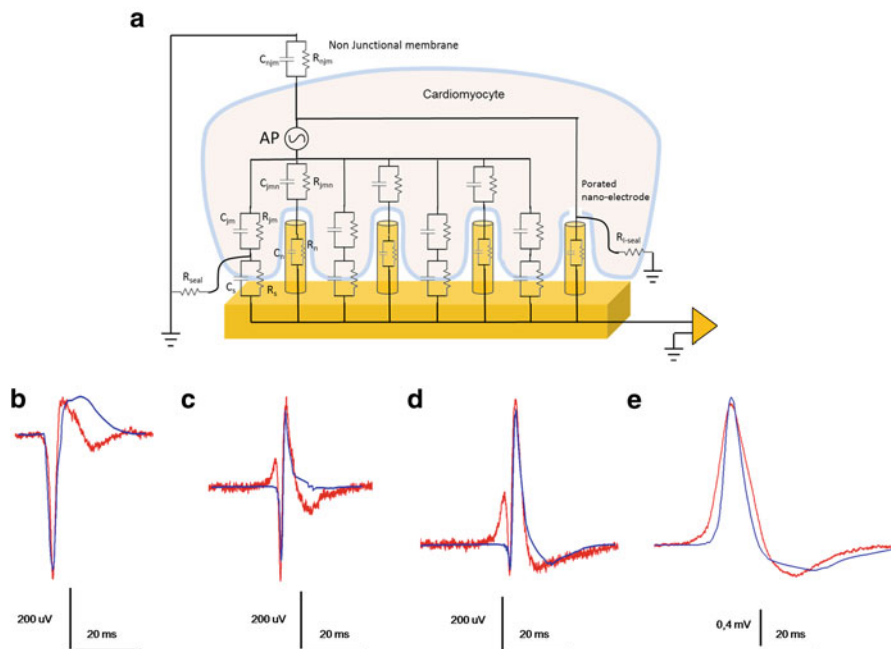 a
Non Junctional membrane
Cnjm
Rnjm
Cardiomyocyte
AP
Cjmn
Rjmn
Porated
nano-electrode
Cjm
Rjm
Ri-seal
Cn
Rn
Rseal
Cs
Rs
b
c
d
e
200 uV
20 ms
200 uV
20 ms
200 uV
20 ms
0,4 mV
20 ms